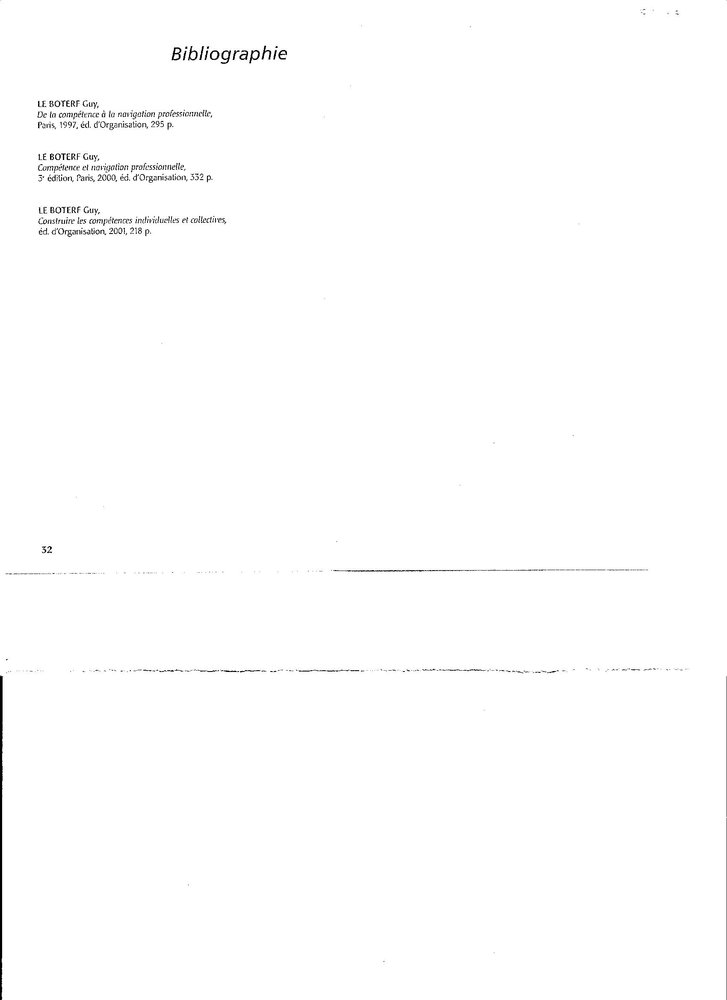 Bibliographie
LE BOTERF Guy,
De la compétence à la navigation professionnelle,
Paris, 1997, éd. d'Organisation, 295 p.
LE BOTERF Guy,
Compétence et navigation professionnelle,
3e édition, Paris, 2000, éd. d'Organisation, 332 p.
LE BOTERF Guy,
Construire les compétences individuelles et collectives,
éd. d'Organisation, 2001, 218 p.
32